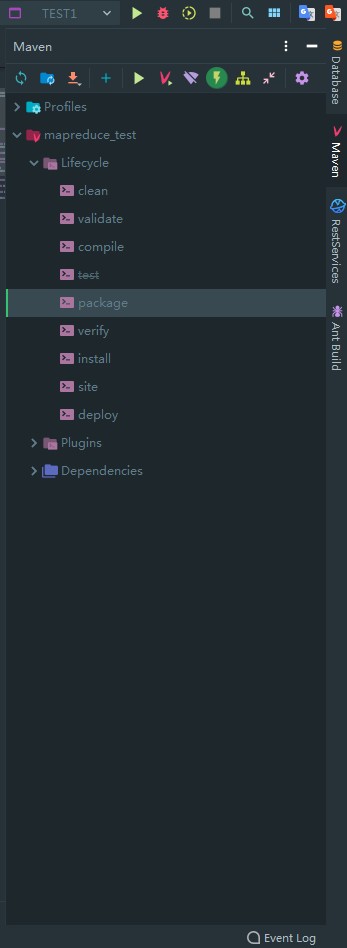 TEST1
Maven
Profiles
mapreduce_test
Lifecycle
clean
validate
compile
test
package
verify
install
site
deploy
Plugins
Dependencies
Database
Maven
RestServices
Ant Build
Event Log